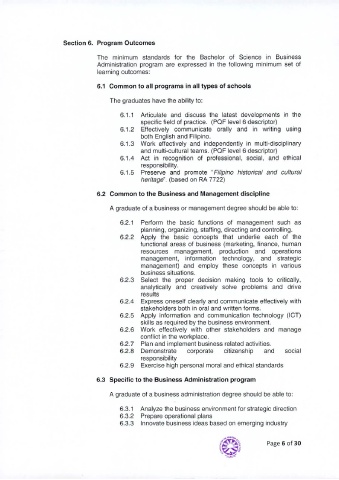 Section 6. Program Outcomes
The minimum standards for the Bachelor of Science in Business
Administration program are expressed in the following minimum set of
learning outcomes:
6.1 Common to all programs in all types of schools
The graduates have the ability to:
6.1.1 Articulate and discuss the latest developments in the
specific field of practice. (PQF level 6 descriptor)
6.1.2 Effectively communicate orally and in writing using
both English and Filipino.
6.1.3 Work effectively and independently in multi-disciplinary
and multi-cultural teams. (PQF level 6 descriptor)
6.1.4 Act in recognition of professional, social, and ethical
responsibility.
6.1.5 Preserve and promote "Filipino historical and cultural
heritage". (based on RA 7722)
6.2 Common to the Business and Management discipline
A graduate of a business or management degree should be able to:
6.2.1 Perform the basic functions of management such as
planning, organizing, staffing, directing and controlling.
6.2.2 Apply the basic concepts that underlie each of the
functional areas of business (marketing, finance, human
resources management, production and operations
management, information technology, and strategic
management) and employ these concepts in various
business situations.
6.2.3 Select the proper decision making tools to critically,
analytically and creatively solve problems and drive
results
6.2.4 Express oneself clearly and communicate effectively with
stakeholders both in oral and written forms.
6.2.5 Apply information and communication technology (ICT)
skills as required by the business environment.
6.2.6 Work effectively with other stakeholders and manage
conflict in the workplace.
6.2.7 Plan and implement business related activities.
6.2.8 Demonstrate corporate citizenship and social
responsibility
6.2.9 Exercise high personal moral and ethical standards
6.3 Specific to the Business Administration program
A graduate of a business administration degree should be able to:
6.3.1 Analyze the business environment for strategic direction
6.3.2 Prepare operational plans
6.3.3 Innovate business ideas based on emerging industry
Page 6 of 30